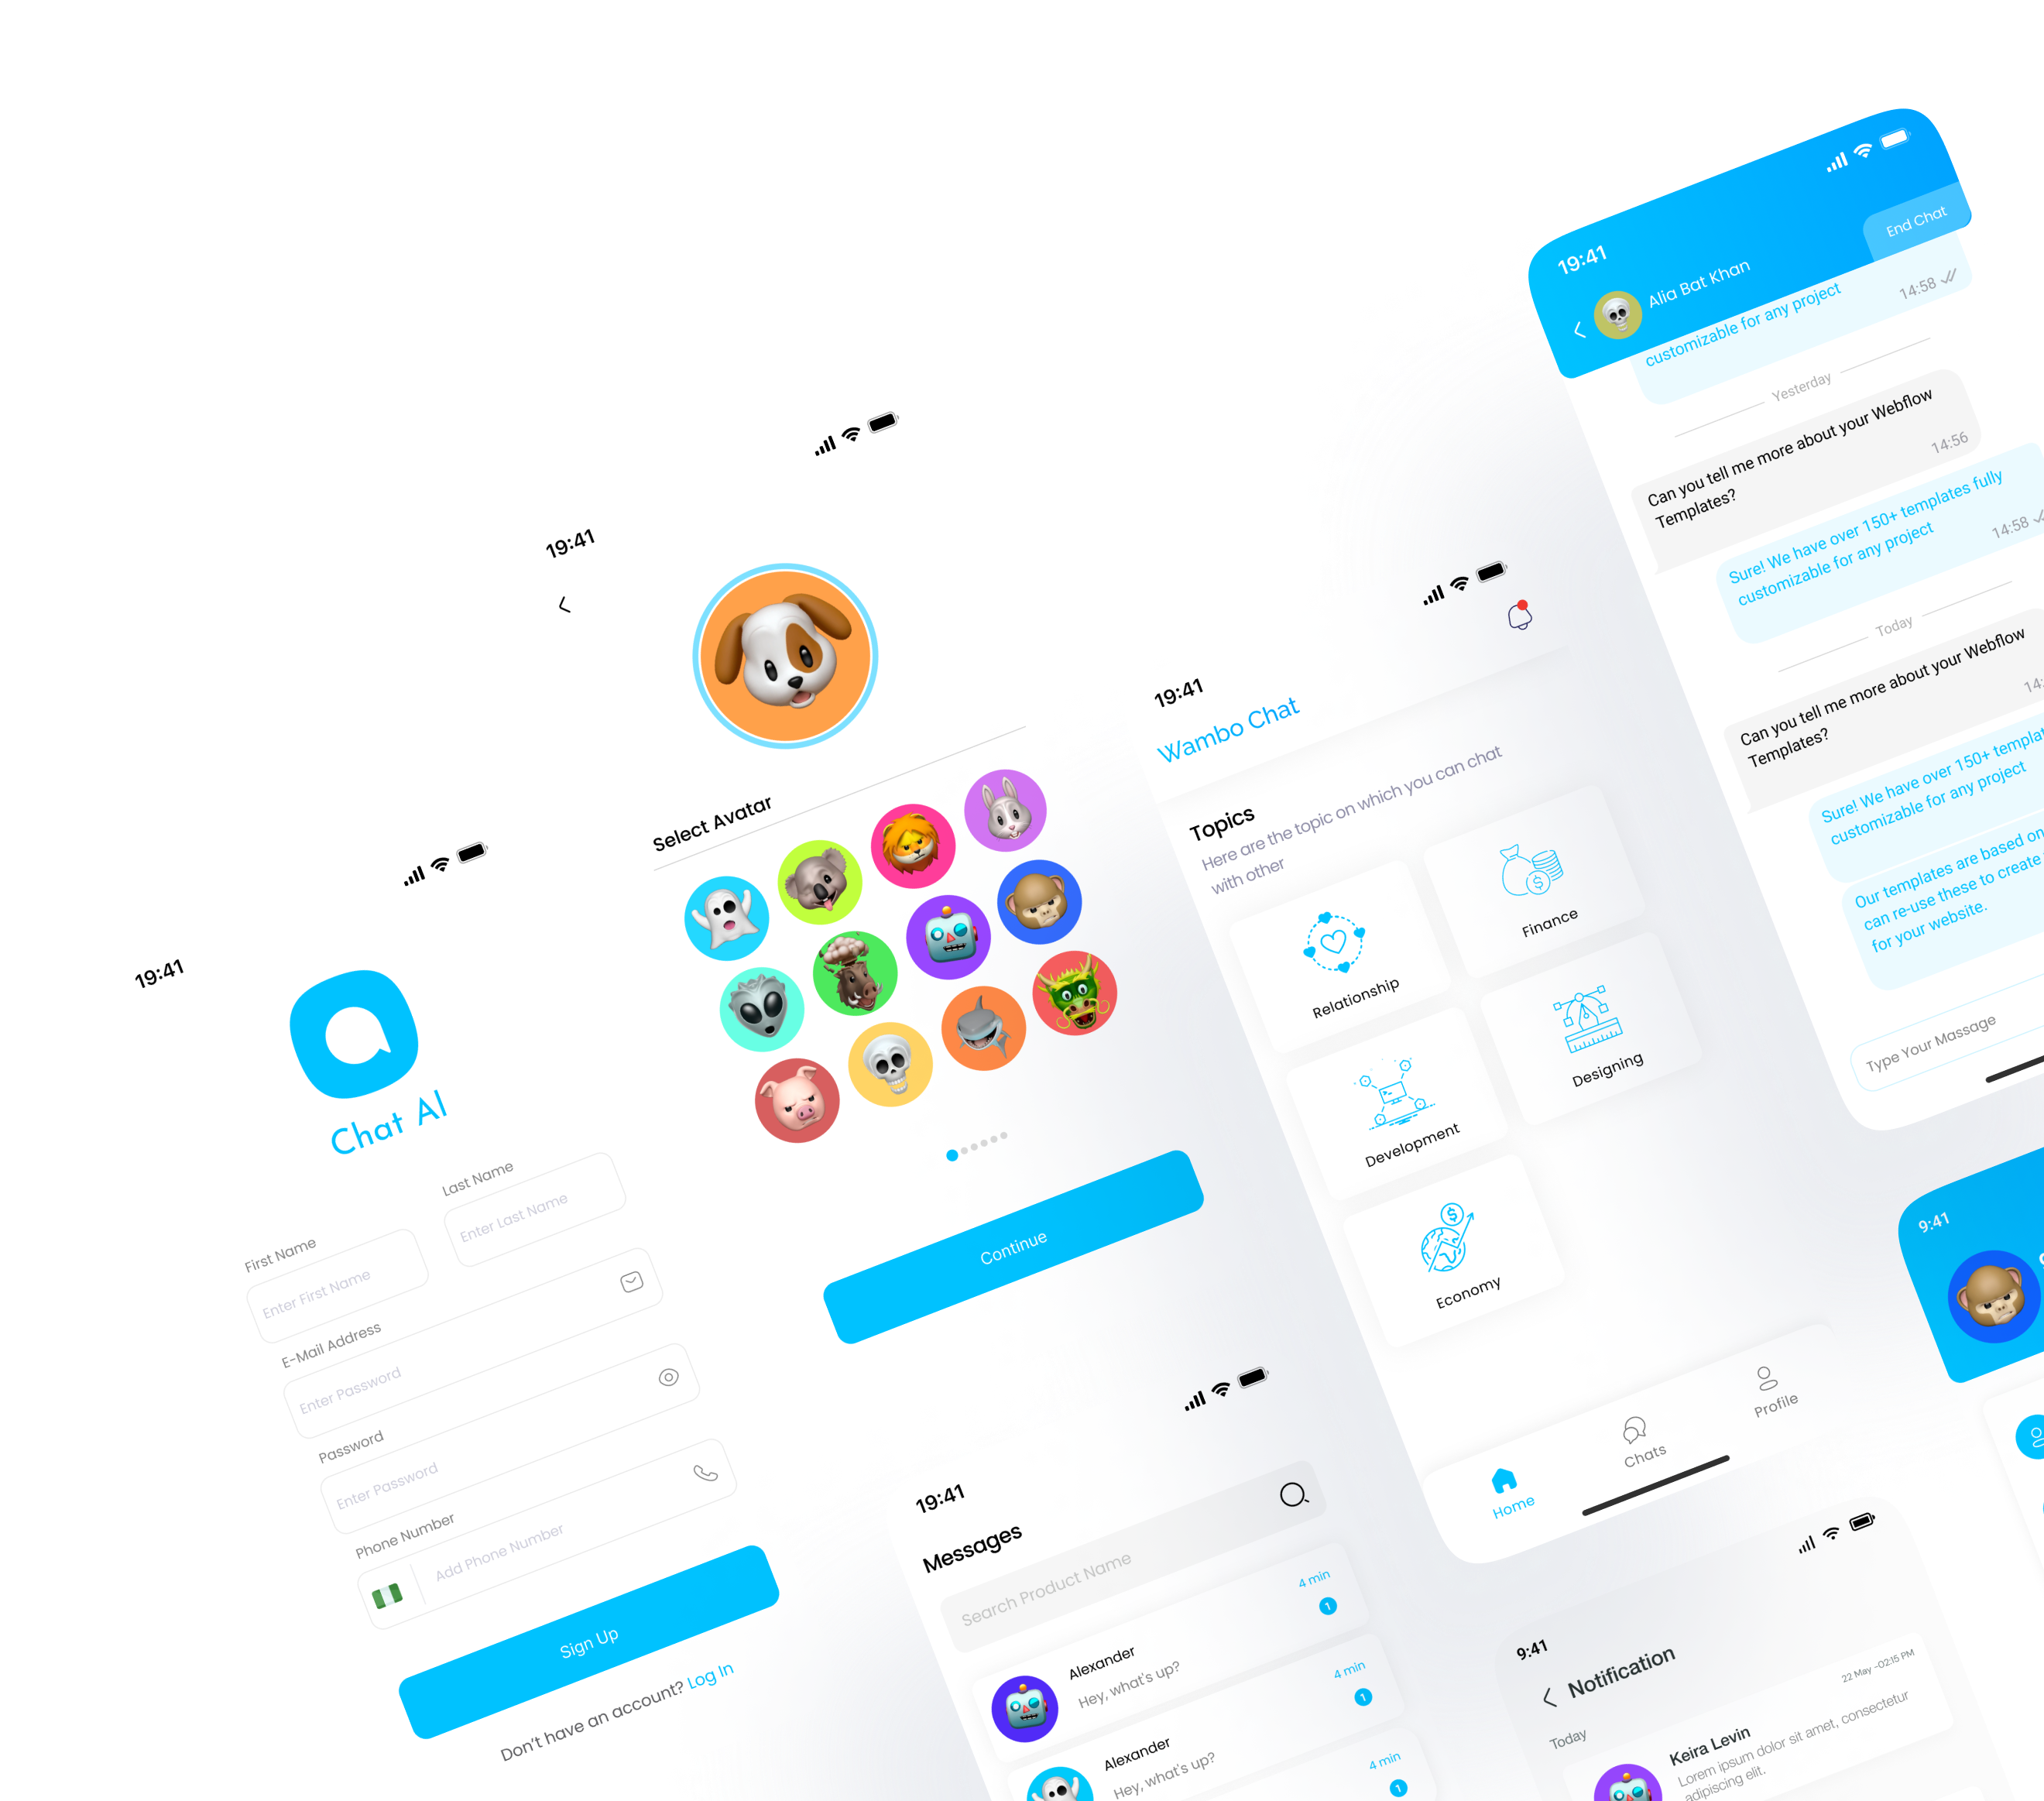 19:41
Chat AI
First Name
Last Name
Enter First Name
Enter Last Name
E-Mail Address
Enter Password
Password
Enter Password
Phone Number
Add Phone Number
Sign Up
Don't have an account? Log In
19:41
Select Avatar
Continue
19:41
Messages
Search Product Name
Alexander
Hey, what's up?
4 min
1
Alexander
Hey, what's up?
4 min
1
4 min
1
19:41
Wambo Chat
Topics
Here are the topic on which you can chat
with other
Relationship
Finance
Development
Designing
Economy
Home
Chats
Profile
9:41
Notification
Today
22 May -02:15 PM
Keira Levin
Lorem ipsum dolor sit amet, consectetur
adipiscing elit.
19:41
Alia Bat Khan
End Chat
customizable for any project
14:58
Yesterday
Can you tell me more about your Webflow
Templates?
14:56
Sure! We have over 150+ templates fully
customizable for any project
14:58
Today
Can you tell me more about your Webflow
Templates?
Sure! We have over 150+
customizable for any project
Our templates are based on
can re-use these to create
for your website.
Type Your Massage
9:41